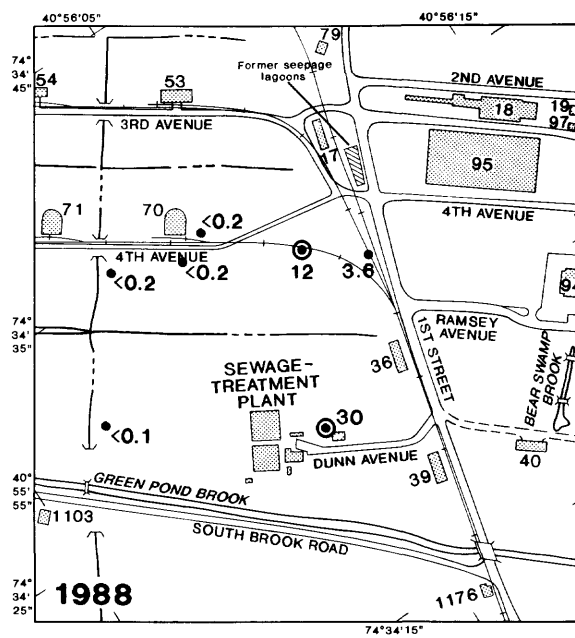 40°56'05"
40°56'15"
74°
34'
45"
79
Former seepage
lagoons
2ND AVENUE
54
53
18
19
97
3RD AVENUE
17
95
71
70
<0.2
4TH AVENUE
4TH AVENUE
<0.2
<0.2
12
3.6
94
74°
34'
35"
RAMSEY
AVENUE
1ST STREET
BEAR SWAMP
BROOK
36
SEWAGE-
TREATMENT
PLANT
30
<0.1
DUNN AVENUE
39
40
40°
55'
55"
GREEN POND BROOK
1103
SOUTH BROOK ROAD
74°
34'
25"
1988
1176
74°34'15"